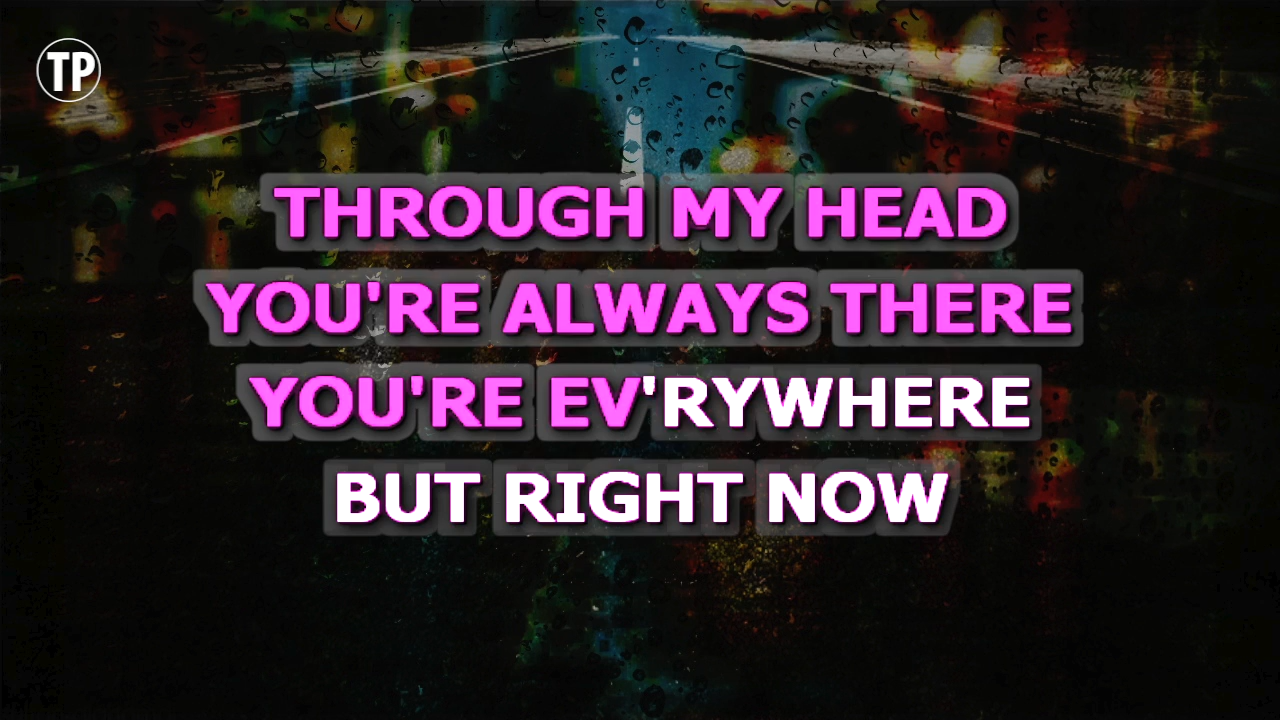 TP
THROUGH MY HEAD
YOU'RE ALWAYS THERE
YOU'RE EV'RYWHERE
BUT RIGHT NOW